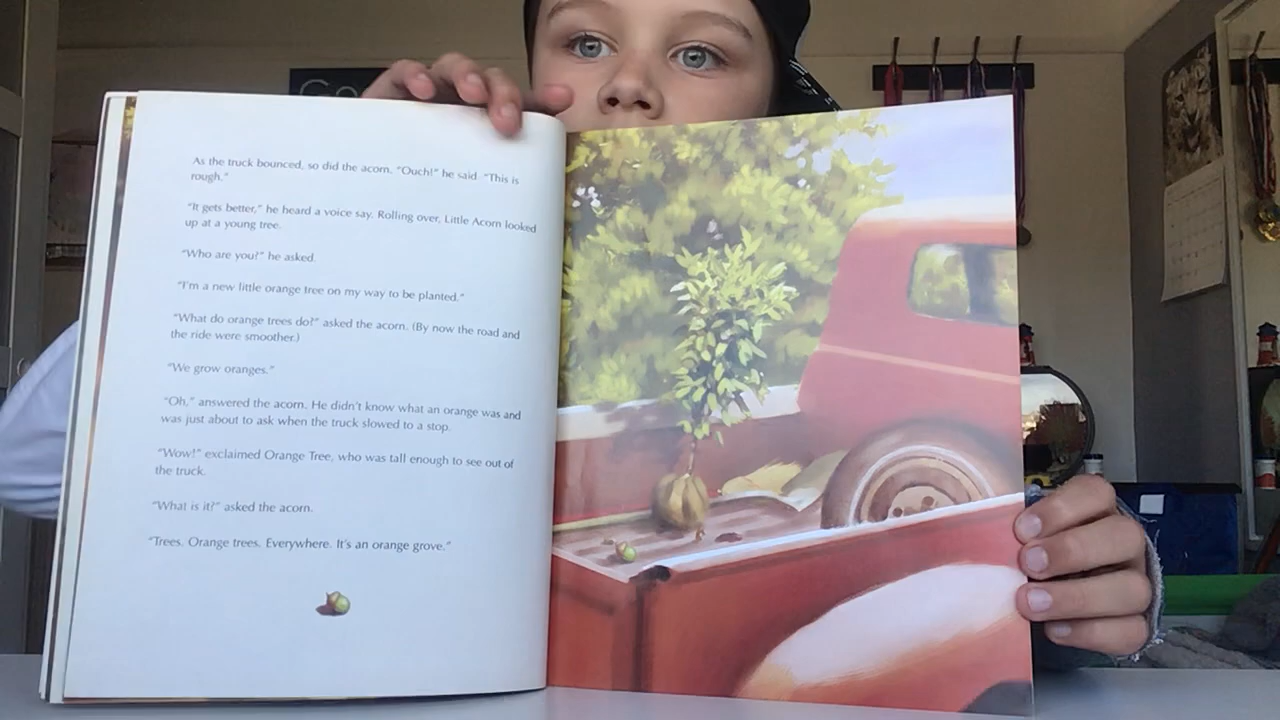 As the truck bounced, so did the acorn. “Ouch!” he said. “This is
rough.”
“It gets better,” he heard a voice say. Rolling over, Little Acorn looked
up at a young tree.
“Who are you?” he asked.
“I’m a new little orange tree on my way to be planted.”
“What do orange trees do?” asked the acorn. (By now the road and
the ride were smoother.)
“We grow oranges.”
“Oh,” answered the acorn. He didn’t know what an orange was and
was just about to ask when the truck slowed to a stop.
“Wow!” exclaimed Orange Tree, who was tall enough to see out of
the truck.
“What is it?” asked the acorn.
“Trees. Orange trees. Everywhere. It’s an orange grove.”